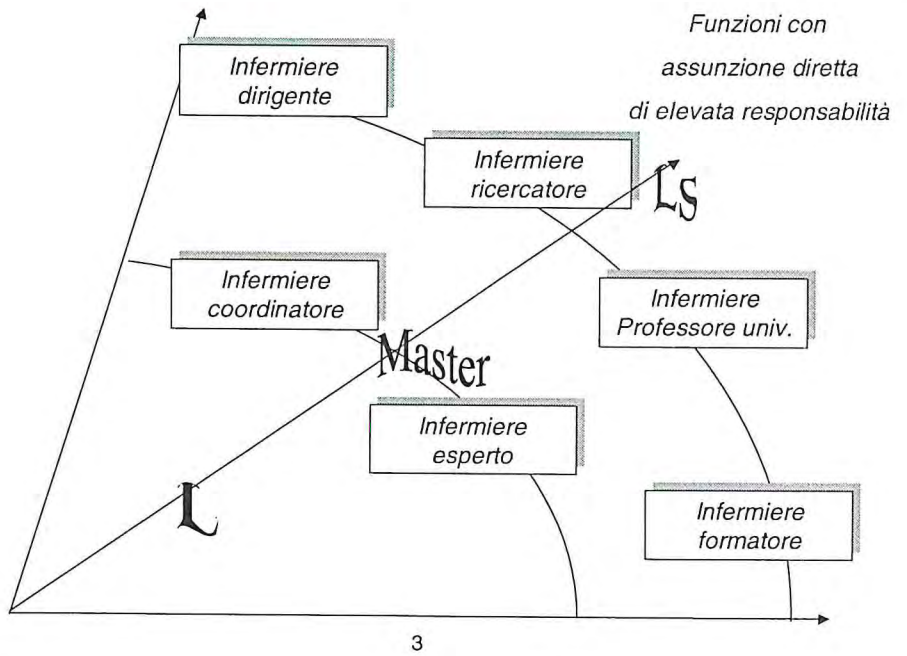 Funzioni con
assunzione diretta
di elevata responsabilità
Infermiere
dirigente
Infermiere
ricercatore
Ls
Infermiere
coordinatore
Infermiere
Professore univ.
Master
Infermiere
esperto
L
Infermiere
formatore
3